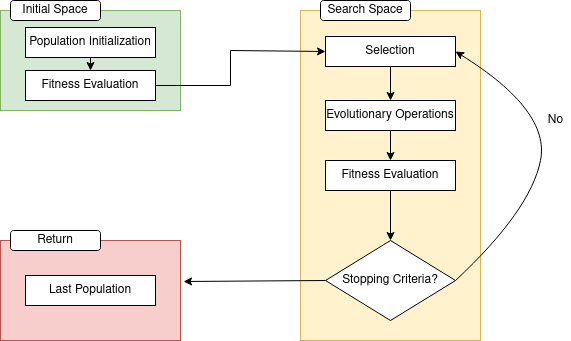 Initial Space
Population Initialization
Fitness Evaluation
Search Space
Selection
Evolutionary Operations
Fitness Evaluation
Stopping Criteria?
No
Return
Last Population